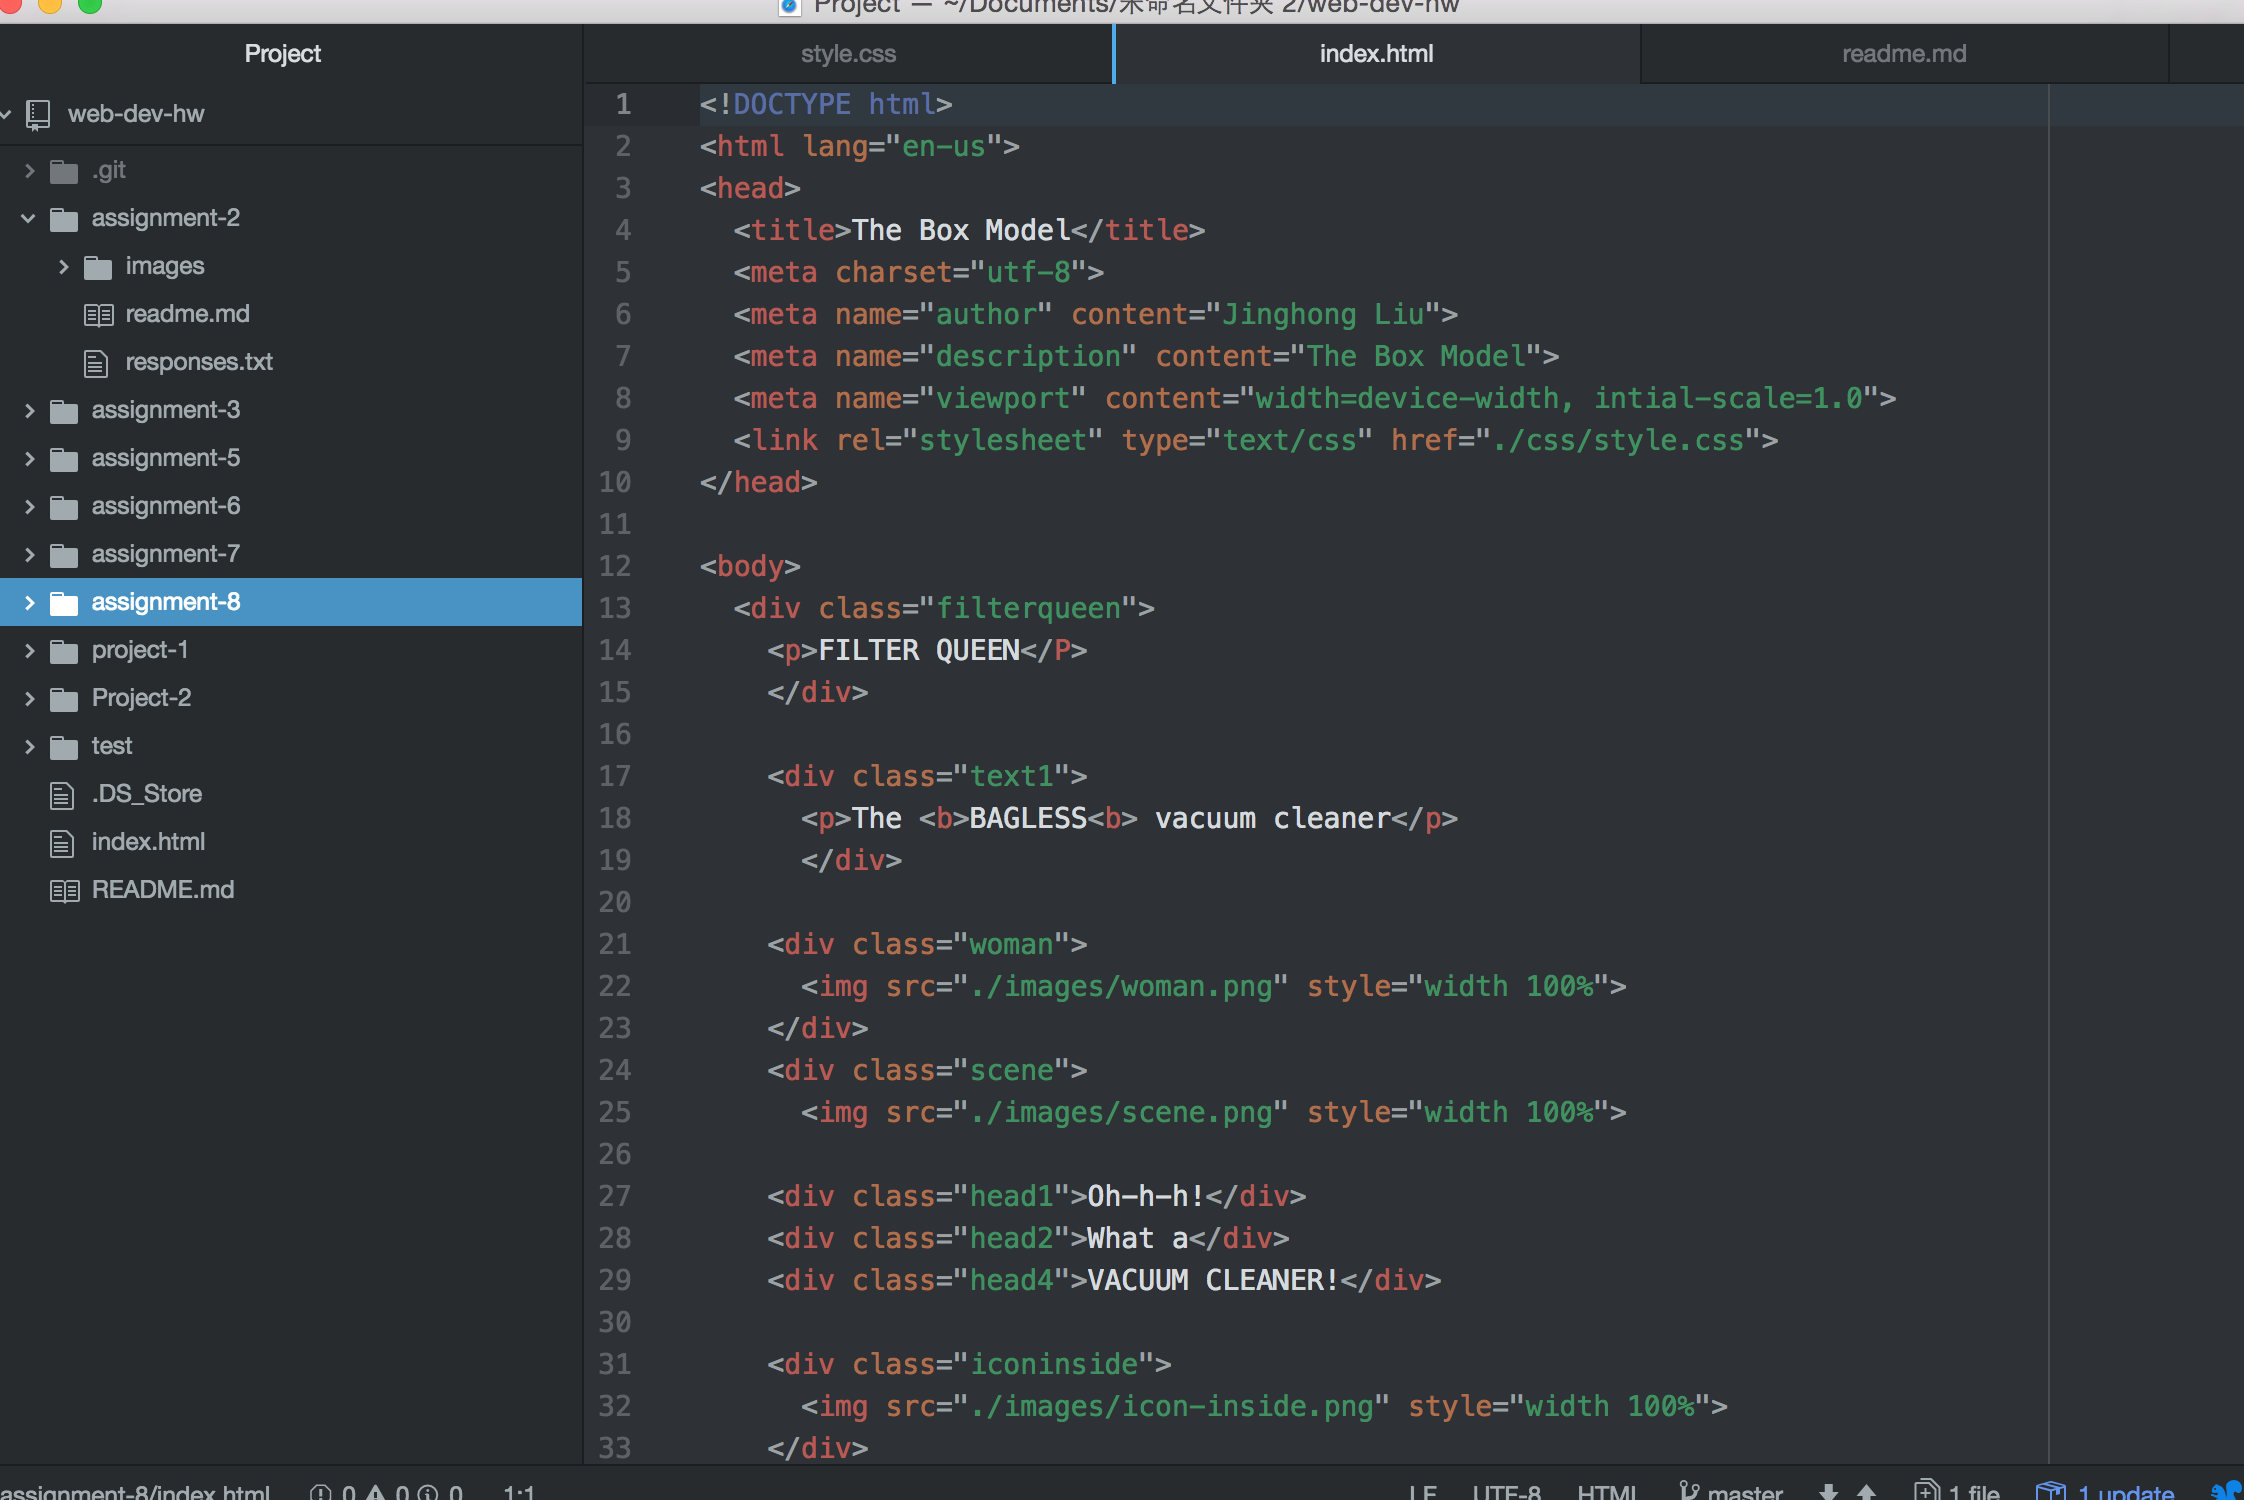 Project — ~/Documents/未命名文件夹 2/web-dev-hw
Project
web-dev-hw
.git
assignment-2
images
readme.md
responses.txt
assignment-3
assignment-5
assignment-6
assignment-7
assignment-8
project-1
Project-2
test
.DS_Store
index.html
README.md
style.css
index.html
readme.md
1 <!DOCTYPE html>
2 <html lang="en-us">
3 <head>
4 <title>The Box Model</title>
5 <meta charset="utf-8">
6 <meta name="author" content="Jinghong Liu">
7 <meta name="description" content="The Box Model">
8 <meta name="viewport" content="width=device-width, intial-scale=1.0">
9 <link rel="stylesheet" type="text/css" href="./css/style.css">
10 </head>
11
12 <body>
13 <div class="filterqueen">
14 <p>FILTER QUEEN</P>
15 </div>
16
17 <div class="text1">
18 <p>The <b>BAGLESS<b> vacuum cleaner</p>
19 </div>
20
21 <div class="woman">
22 <img src="./images/woman.png" style="width 100%">
23 </div>
24 <div class="scene">
25 <img src="./images/scene.png" style="width 100%">
26
27 <div class="head1">Oh-h-h!</div>
28 <div class="head2">What a</div>
29 <div class="head4">VACUUM CLEANER!</div>
30
31 <div class="iconinside">
32 <img src="./images/icon-inside.png" style="width 100%">
33 </div>
assignment-8/index.html 0 0 0 1:1 LF UTF-8 HTML master 1 file 1 update